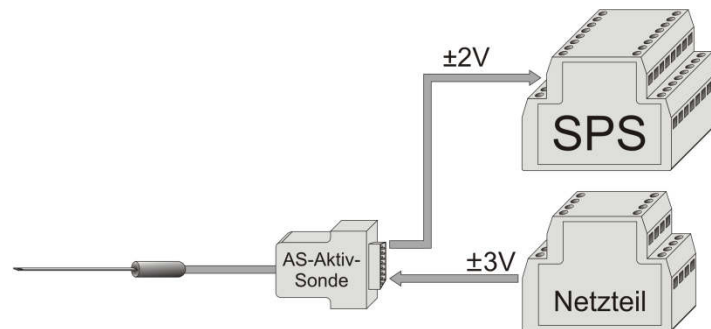 ±2V
SPS
AS-Aktiv-
Sonde
±3V
Netzteil